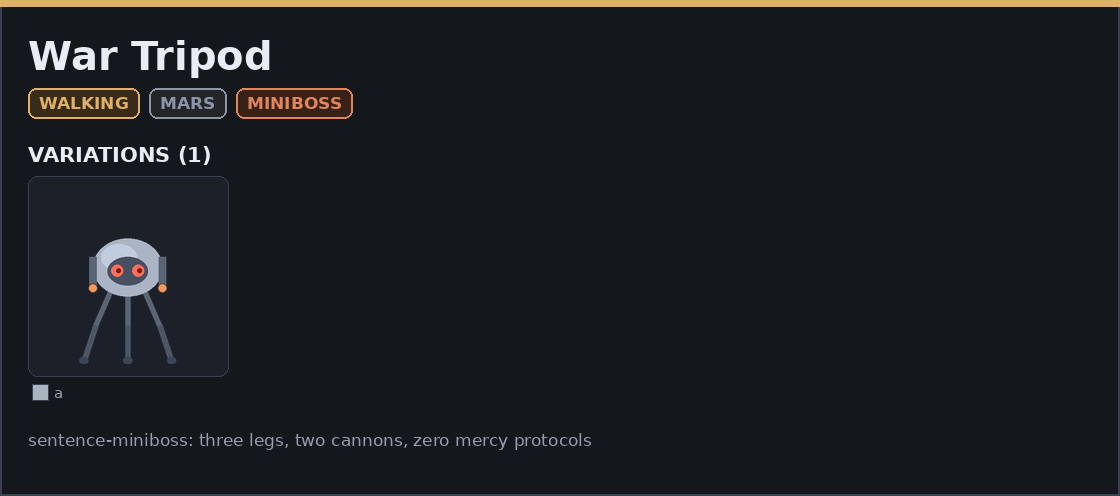 War Tripod
WALKING MARS MINIBOSS
VARIATIONS (1)
a
sentence-miniboss: three legs, two cannons, zero mercy protocols